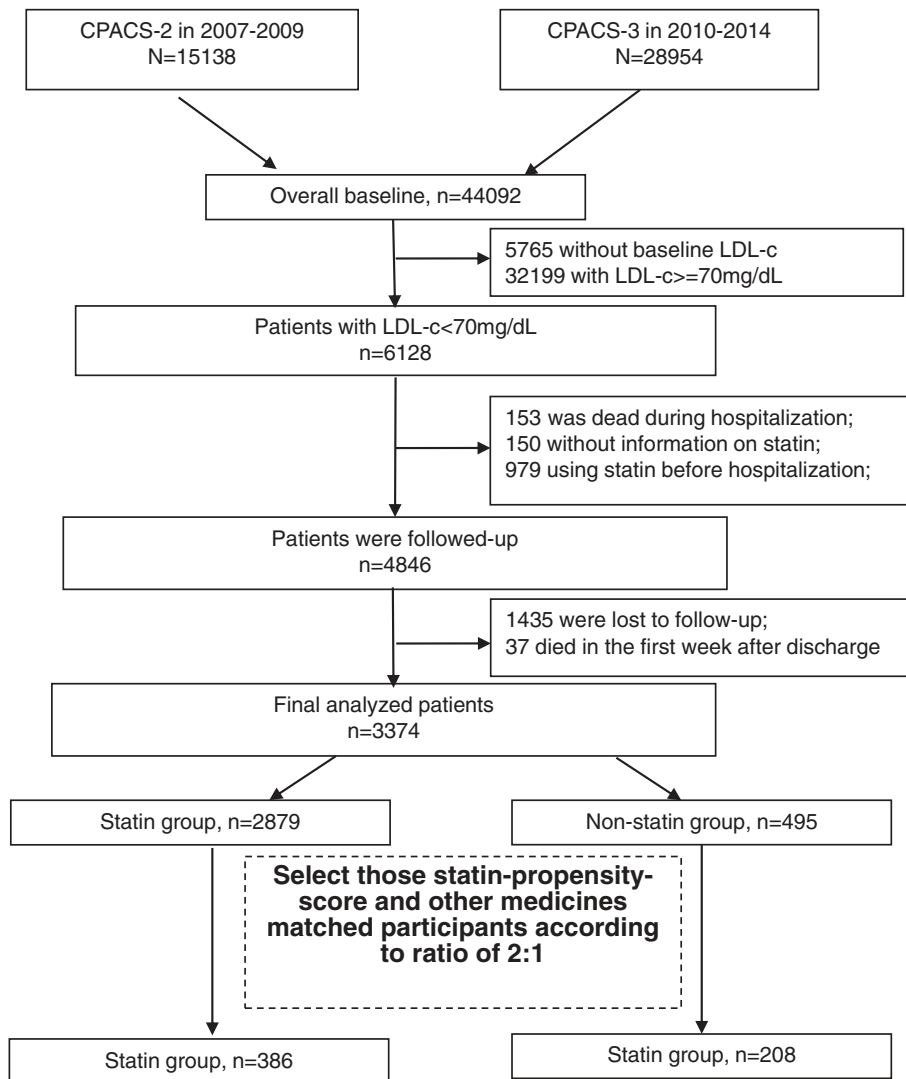 CPACS-2 in 2007-2009
N=15138
CPACS-3 in 2010-2014
N=28954
Overall baseline, n=44092
5765 without baseline LDL-c
32199 with LDL-c>=70mg/dL
Patients with LDL-c<70mg/dL
n=6128
153 was dead during hospitalization;
150 without information on statin;
979 using statin before hospitalization;
Patients were followed-up
n=4846
1435 were lost to follow-up;
37 died in the first week after discharge
Final analyzed patients
n=3374
Statin group, n=2879
Non-statin group, n=495
Select those statin-propensity-
score and other medicines
matched participants according
to ratio of 2:1
Statin group, n=386
Statin group, n=208